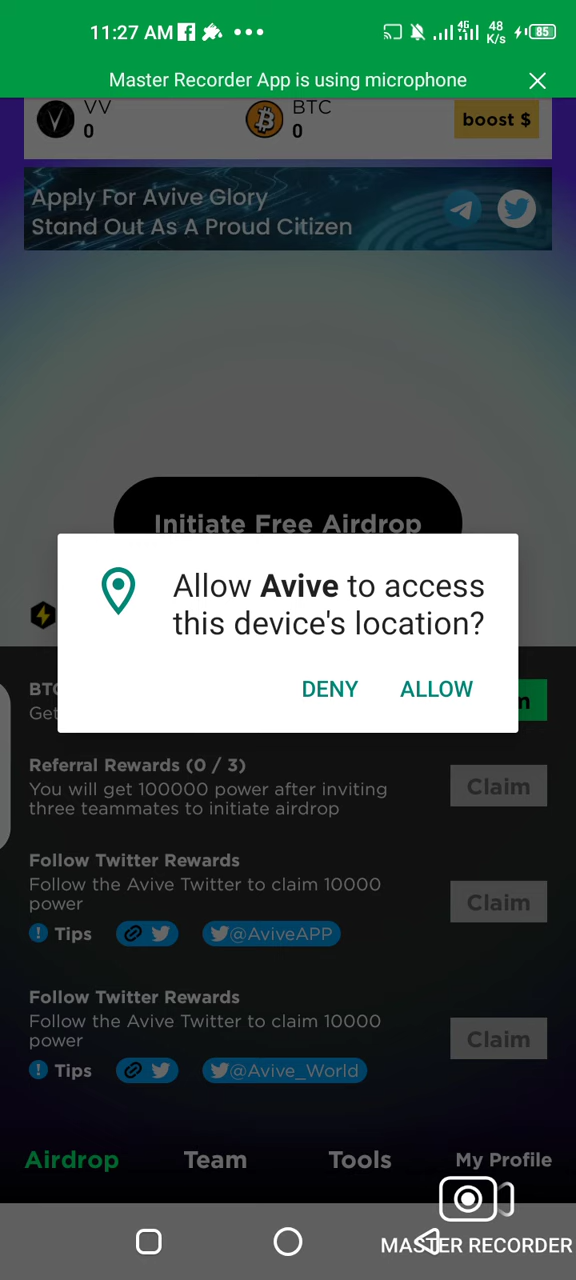 11:27 AM
4G
48
K/s
85
Master Recorder App is using microphone
VV
0
BTC
0
boost $
Apply For Avive Glory
Stand Out As A Proud Citizen
Initiate Free Airdrop
Allow Avive to access
this device's location?
DENY ALLOW
Referral Rewards (0 / 3)
You will get 100000 power after inviting
three teammates to initiate airdrop
Claim
Follow Twitter Rewards
Follow the Avive Twitter to claim 10000
power
Claim
! Tips
@AviveAPP
Follow Twitter Rewards
Follow the Avive Twitter to claim 10000
power
Claim
! Tips
@Avive_World
Airdrop Team Tools My Profile
MASTER RECORDER